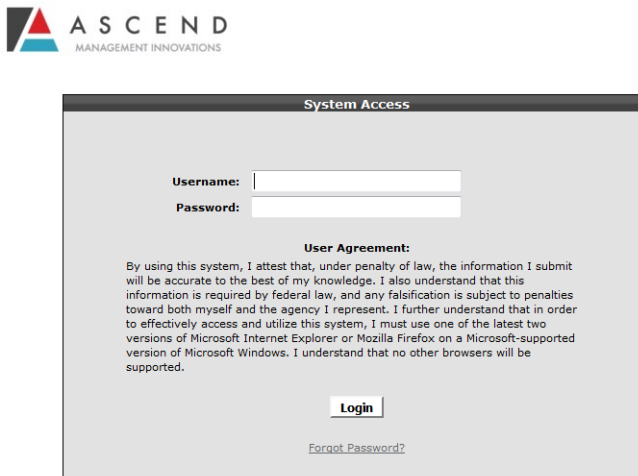 ASCEND
MANAGEMENT INNOVATIONS
System Access
Username:
Password:
User Agreement:
By using this system, I attest that, under penalty of law, the information I submit
will be accurate to the best of my knowledge. I also understand that this
information is required by federal law, and any falsification is subject to penalties
toward both myself and the agency I represent. I further understand that in order
to effectively access and utilize this system, I must use one of the latest two
versions of Microsoft Internet Explorer or Mozilla Firefox on a Microsoft-supported
version of Microsoft Windows. I understand that no other browsers will be
supported.
Login
Forgot Password?